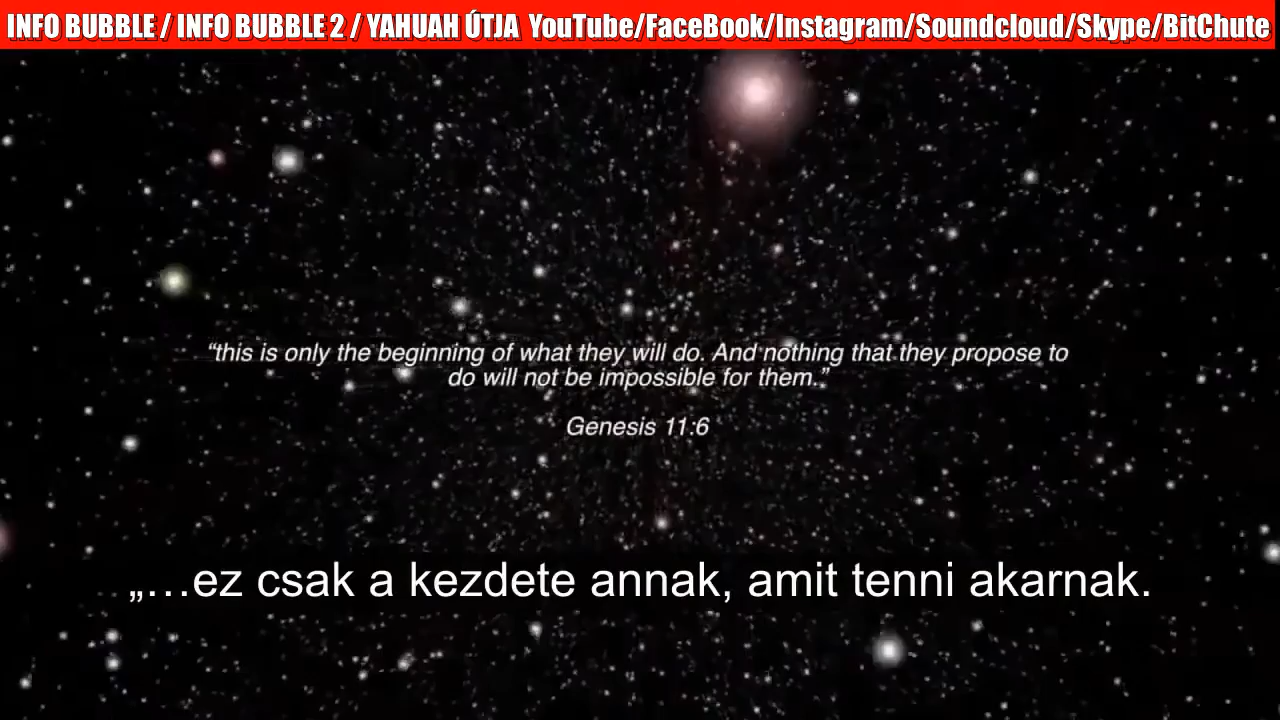 INFO BUBBLE / INFO BUBBLE 2 / YAHUAH ÚTJA YouTube/FaceBook/Instagram/Soundcloud/Skype/BitChute
“this is only the beginning of what they will do. And nothing that they propose to
do will not be impossible for them.”
Genesis 11:6
„…ez csak a kezdete annak, amit tenni akarnak.